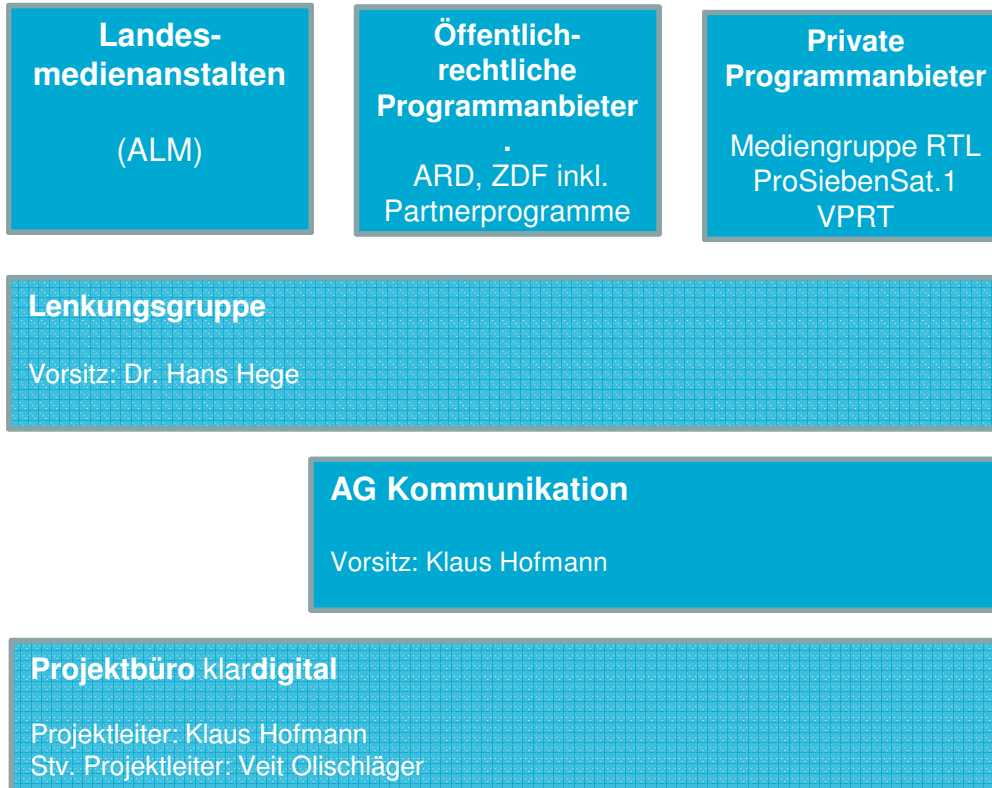 Landes-
medienanstalten
(ALM)
Öffentlich-
rechtliche
Programmanbieter
.
ARD, ZDF inkl.
Partnerprogramme
Private
Programmanbieter
Mediengruppe RTL
ProSiebenSat.1
VPRT
Lenkungsgruppe
Vorsitz: Dr. Hans Hege
AG Kommunikation
Vorsitz: Klaus Hofmann
Projektbüro klardigital
Projektleiter: Klaus Hofmann
Stv. Projektleiter: Veit Olischläger